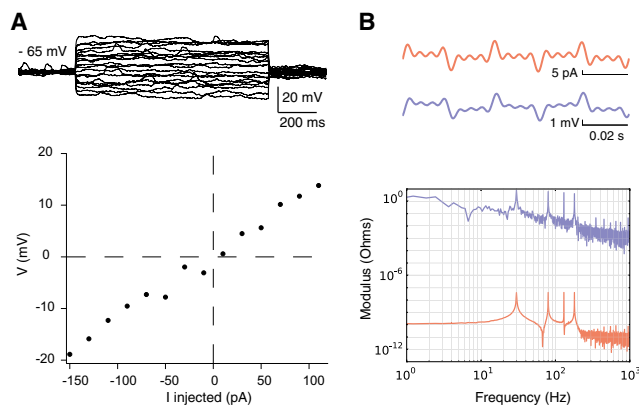 A
- 65 mV
20 mV
200 ms
20
10
0
-10
-20
V (mV)
-150 -100 -50 0 50 100
I injected (pA)
B
5 pA
1 mV
0.02 s
10^0
10^-6
10^-12
Modulus (Ohms)
10^0 10^1 10^2 10^3
Frequency (Hz)